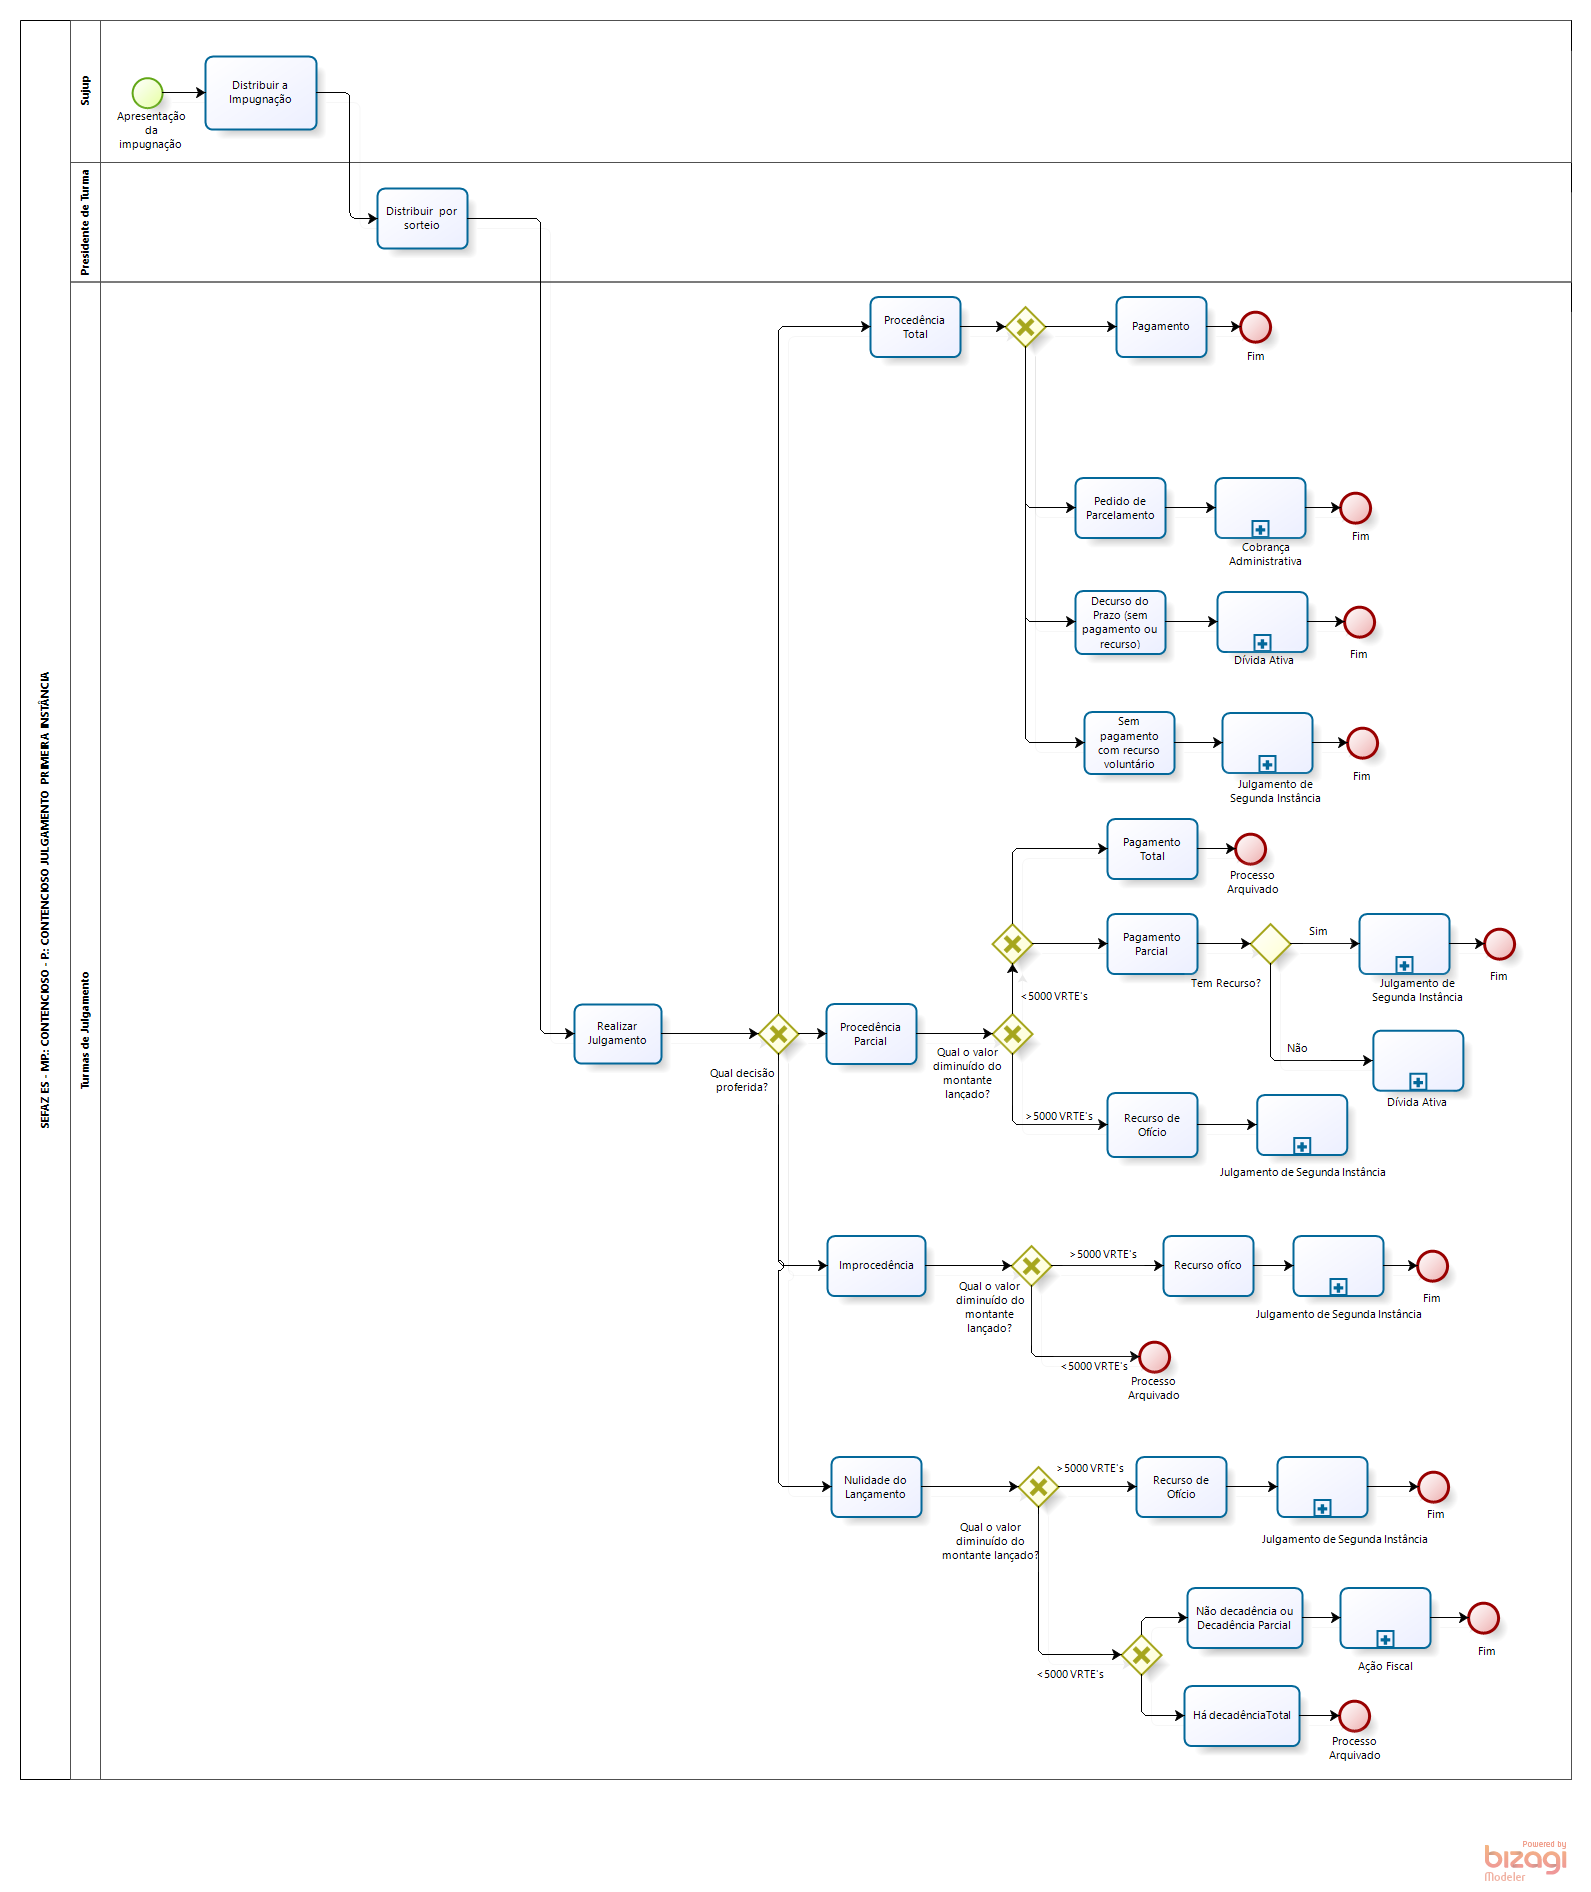 SEFAZ ES - MP.: CONTENCIOSO - P.: CONTENCIOSO JULGAMENTO PRIMEIRA INSTÂNCIA
Sujup
Apresentação
da
impugnação
Distribuir a
Impugnação
Presidente de Turma
Distribuir por
sorteio
Turmas de Julgamento
Procedência
Total
Pagamento
Fim
Pedido de
Parcelamento
Cobrança
Administrativa
Fim
Decurso do
Prazo (sem
pagamento ou
recurso)
Dívida Ativa
Fim
Sem
pagamento
com recurso
voluntário
Julgamento de
Segunda Instância
Fim
Pagamento
Total
Processo
Arquivado
Pagamento
Parcial
Tem Recurso?
Sim
Julgamento de
Segunda Instância
Fim
Não
Dívida Ativa
<5000 VRTE's
Realizar
Julgamento
Qual decisão
proferida?
Procedência
Parcial
Qual o valor
diminuído do
montante
lançado?
>5000 VRTE's
Recurso de
Ofício
Julgamento de Segunda Instância
Improcedência
Qual o valor
diminuído do
montante
lançado?
>5000 VRTE's
Recurso ofíco
Julgamento de Segunda Instância
Fim
<5000 VRTE's
Processo
Arquivado
Nulidade do
Lançamento
Qual o valor
diminuído do
montante lançado?
>5000 VRTE's
Recurso de
Ofício
Julgamento de Segunda Instância
Fim
<5000 VRTE's
Não decadência ou
Decadência Parcial
Ação Fiscal
Fim
Há decadênciaTotal
Processo
Arquivado
Powered by
bizagi
Modeler